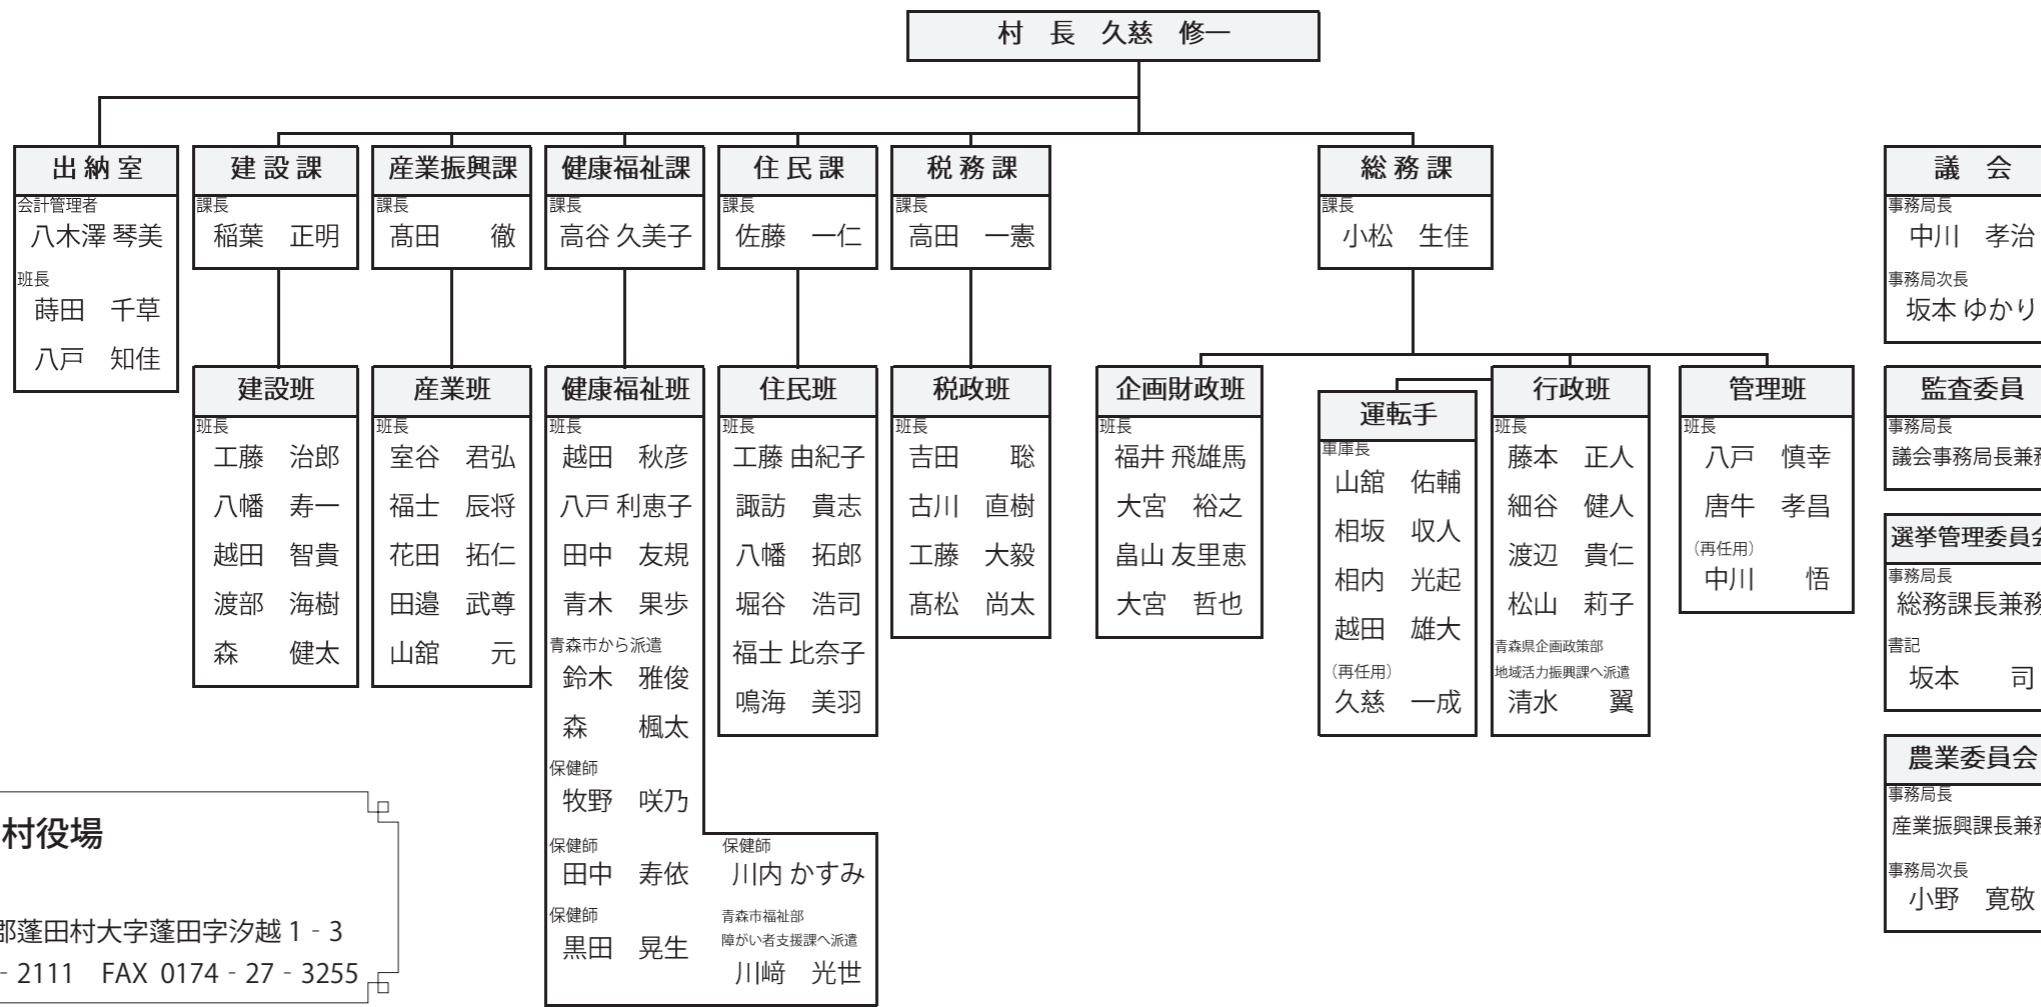 村　長　久慈　修一
出 納 室
会計管理者
八木澤 琴美
班長
蒔田　千草
八戸　知佳
建 設 課
課長
稲葉　正明
産業振興課
課長
髙田　　徹
健康福祉課
課長
高谷 久美子
住 民 課
課長
佐藤　一仁
税 務 課
課長
高田　一憲
総 務 課
課長
小松　生佳
建設班
班長
工藤　治郎
八幡　寿一
越田　智貴
渡部　海樹
森　　健太
産業班
班長
室谷　君弘
福士　辰将
花田　拓仁
田邉　武尊
山舘　　元
健康福祉班
班長
越田　秋彦
八戸 利恵子
田中　友規
青木　果歩
青森市から派遣
鈴木　雅俊
森　　楓太
保健師
牧野　咲乃
保健師
田中　寿依
保健師
黒田　晃生
保健師
川内 かすみ
青森市福祉部
障がい者支援課へ派遣
川﨑　光世
住民班
班長
工藤 由紀子
諏訪　貴志
八幡　拓郎
堀谷　浩司
福士 比奈子
鳴海　美羽
税政班
班長
吉田　　聡
古川　直樹
工藤　大毅
髙松　尚太
企画財政班
班長
福井 飛雄馬
大宮　裕之
畠山 友里恵
大宮　哲也
運転手
車庫長
山舘　佑輔
相坂　収人
相内　光起
越田　雄大
（再任用）
久慈　一成
行政班
班長
藤本　正人
細谷　健人
渡辺　貴仁
松山　莉子
青森県企画政策部
地域活力振興課へ派遣
清水　　翼
管理班
班長
八戸　慎幸
唐牛　孝昌
（再任用）
中川　　悟
議　会
事務局長
中川　孝治
事務局次長
坂本 ゆかり
監査委員
事務局長
議会事務局長兼務
選挙管理委員会
事務局長
総務課長兼務
書記
坂本　　司
農業委員会
事務局長
産業振興課長兼務
事務局次長
小野　寛敬
村役場
郡蓬田村大字蓬田字汐越 1 ‐ 3
‐ 2111　FAX 0174 ‐ 27 ‐ 3255